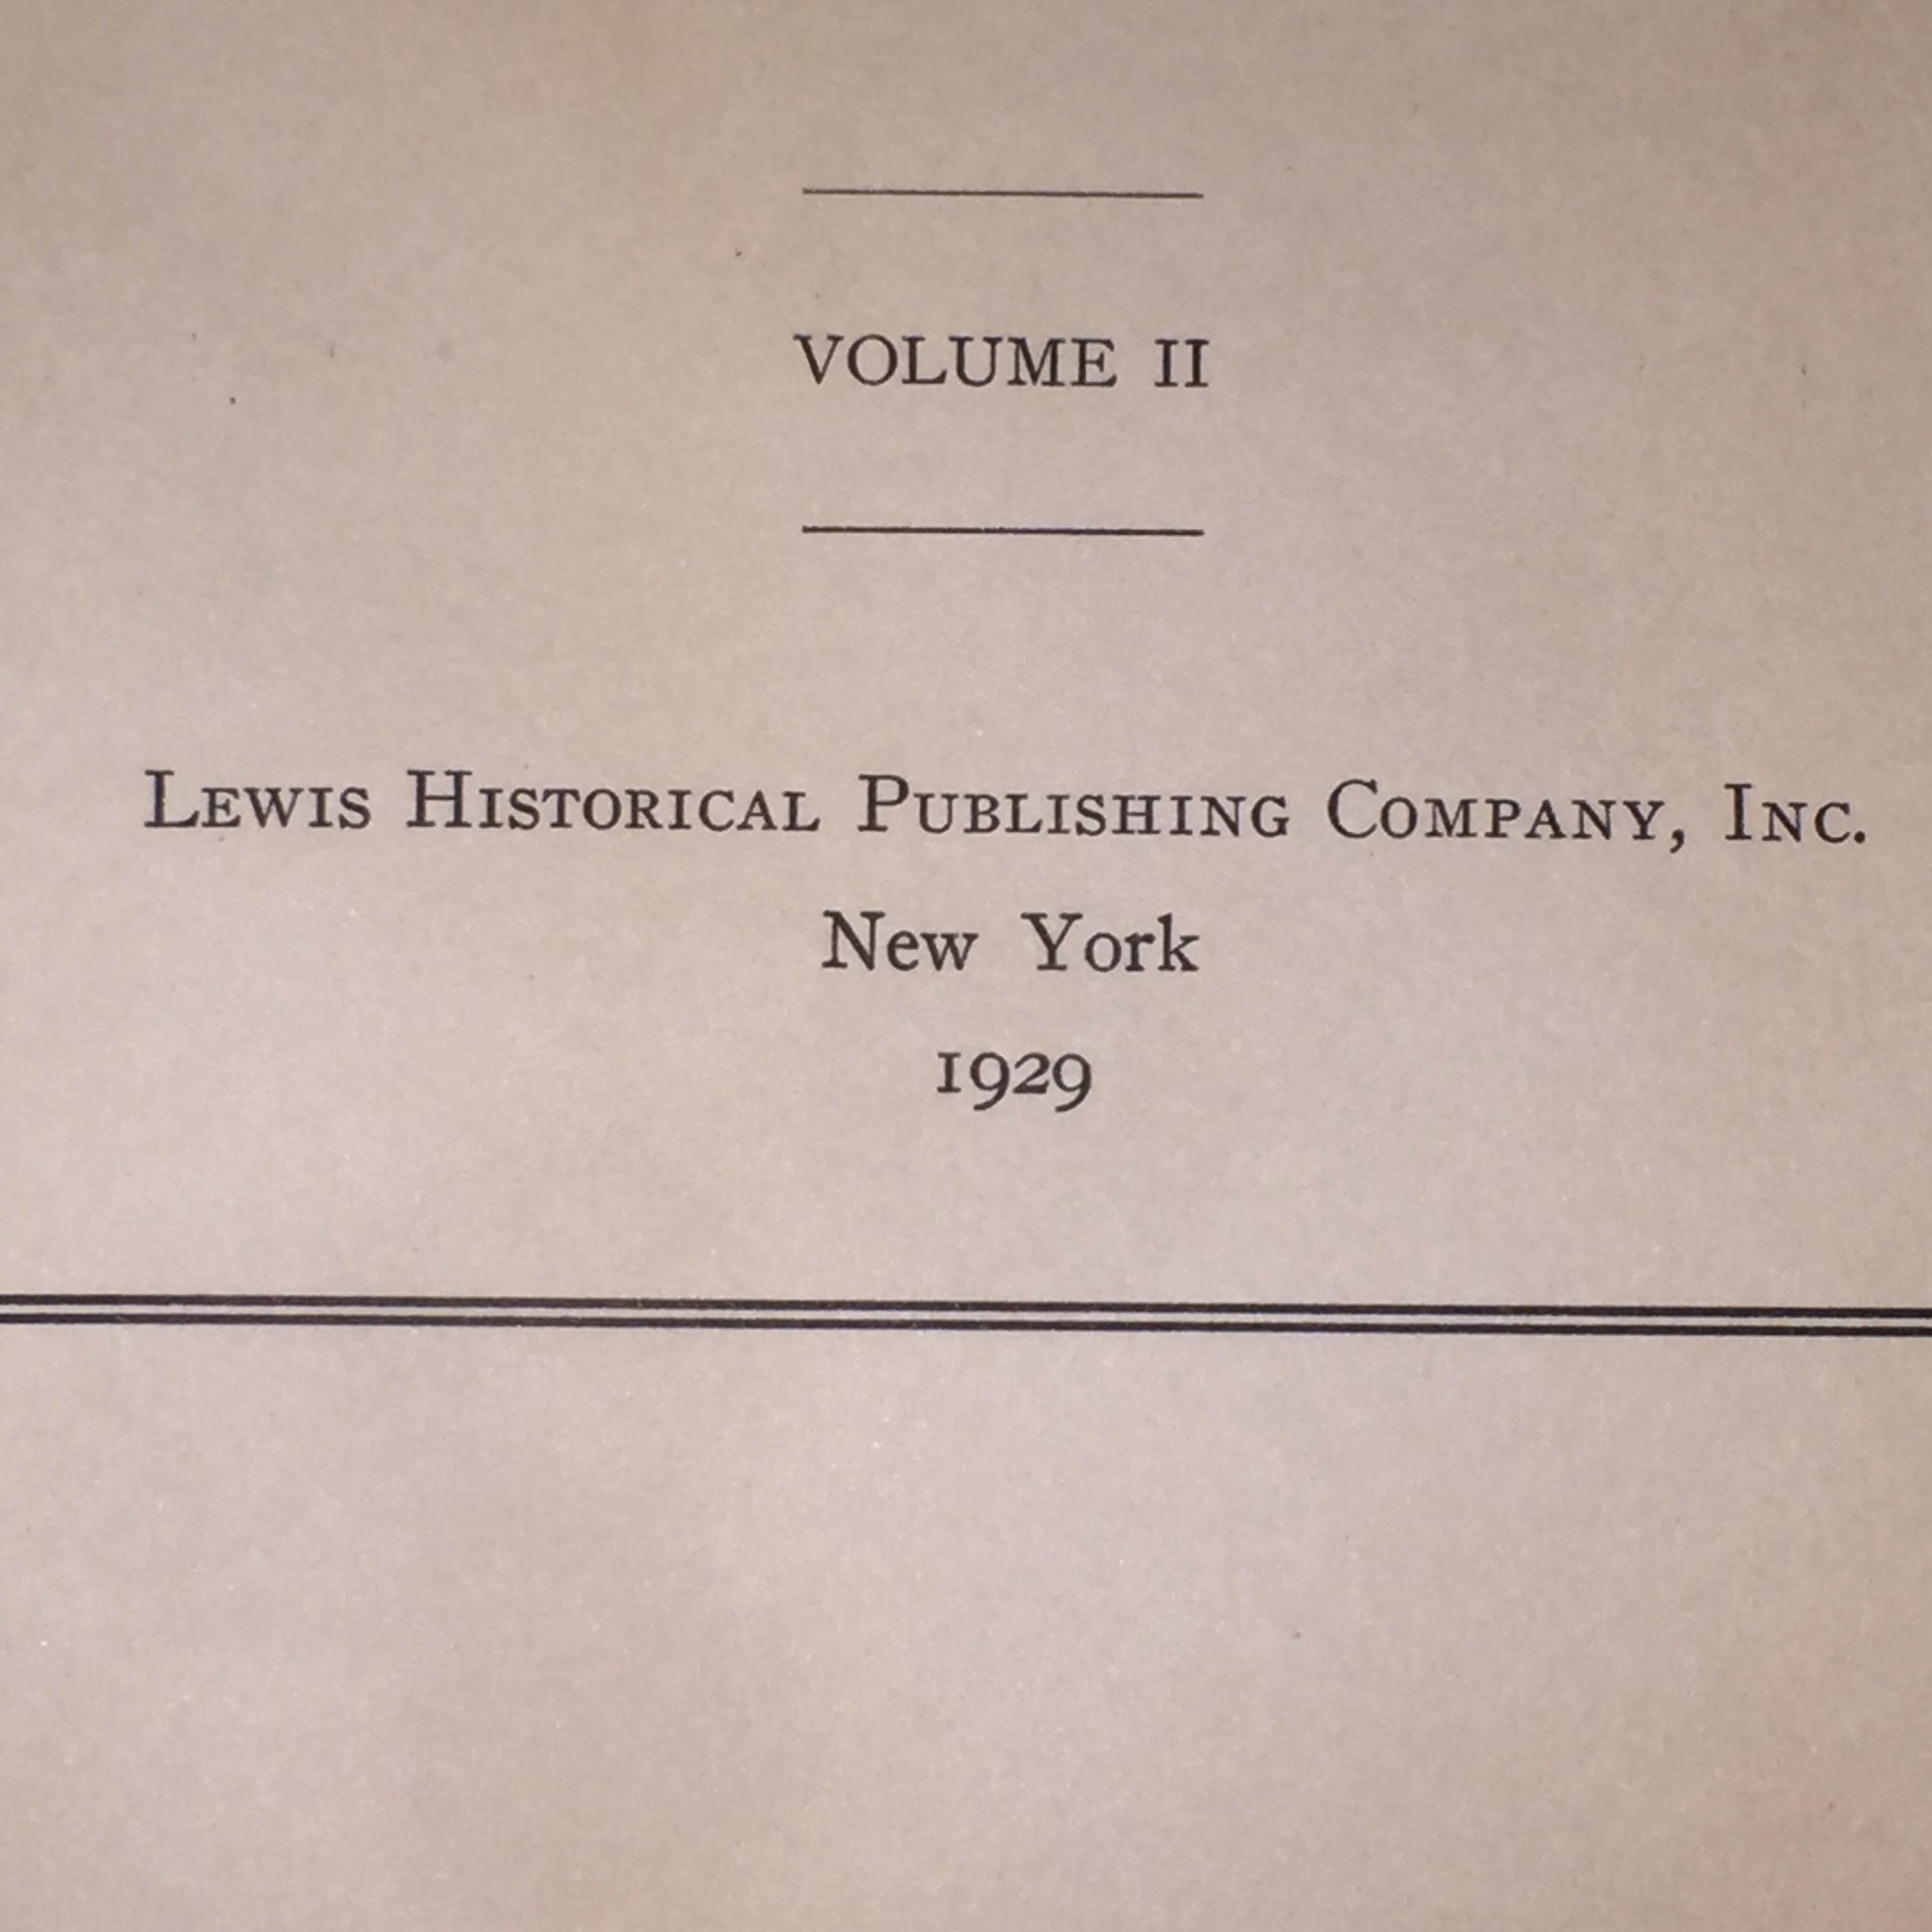 VOLUME II
LEWIS HISTORICAL PUBLISHING COMPANY, INC.
New York
1929